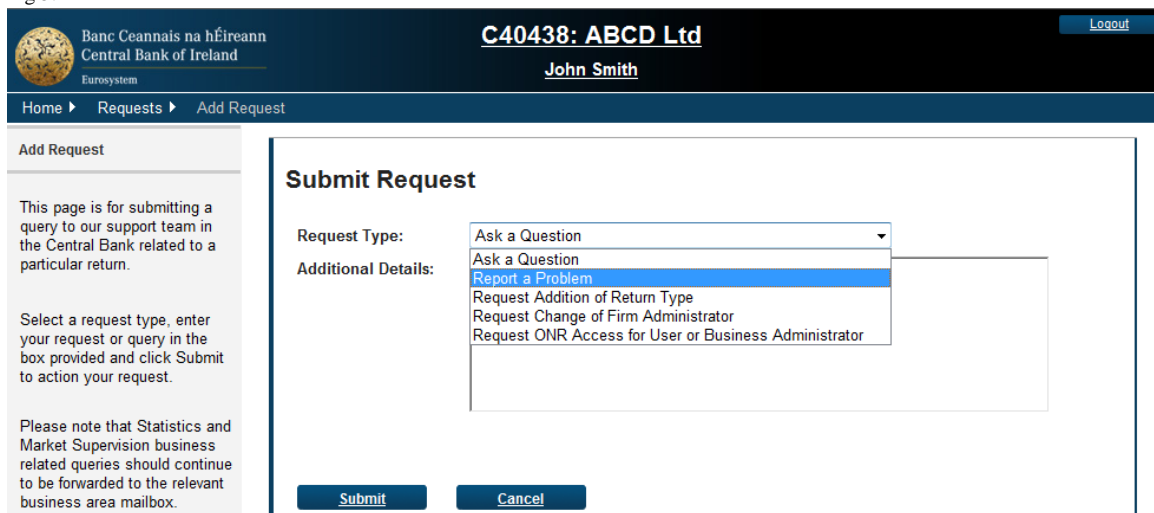 Banc Ceannais na hÉireann
Central Bank of Ireland
Eurosystem
C40438: ABCD Ltd
John Smith
Logout
Home Requests Add Request
Add Request
This page is for submitting a
query to our support team in
the Central Bank related to a
particular return.
Select a request type, enter
your request or query in the
box provided and click Submit
to action your request.
Please note that Statistics and
Market Supervision business
related queries should continue
to be forwarded to the relevant
business area mailbox.
Submit Request
Request Type: Ask a Question
Ask a Question
Report a Problem
Request Addition of Return Type
Request Change of Firm Administrator
Request ONR Access for User or Business Administrator
Additional Details:
Submit Cancel